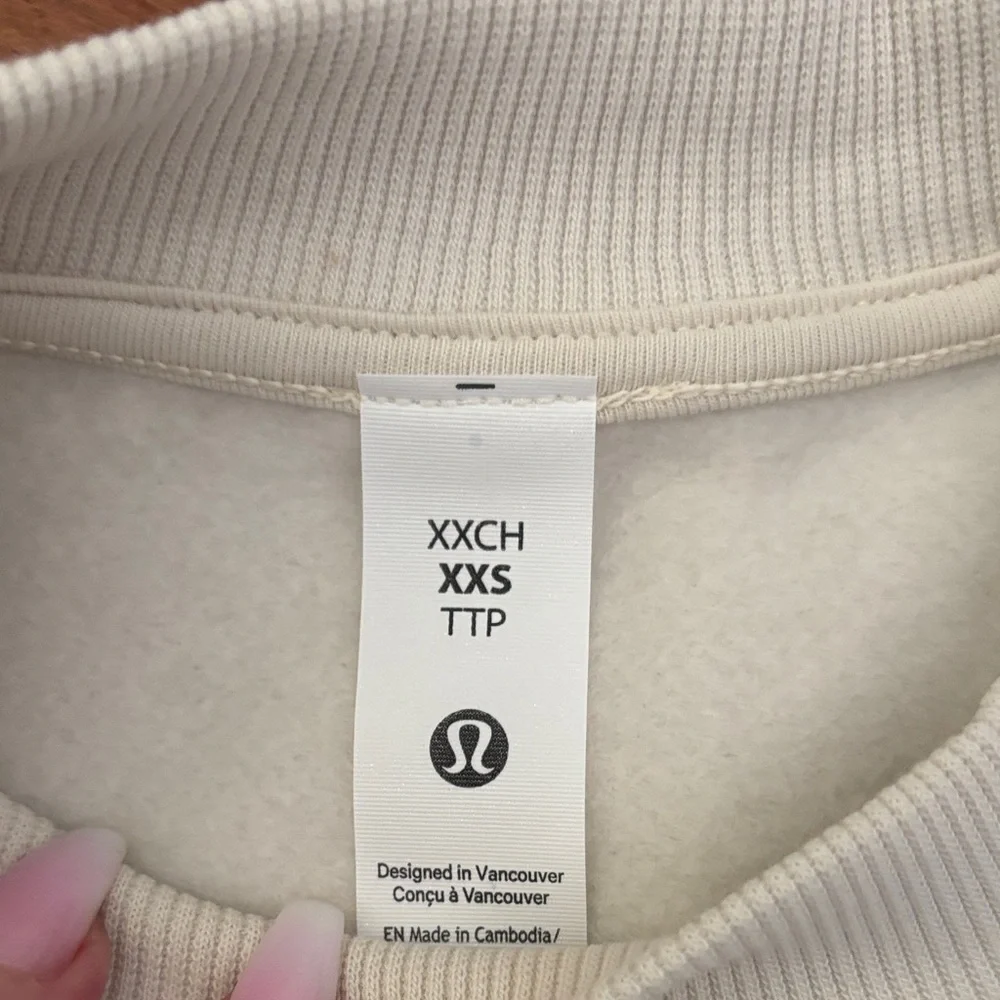 XXCH
XXS
TTP
Designed in Vancouver
Conçu à Vancouver
EN Made in Cambodia/